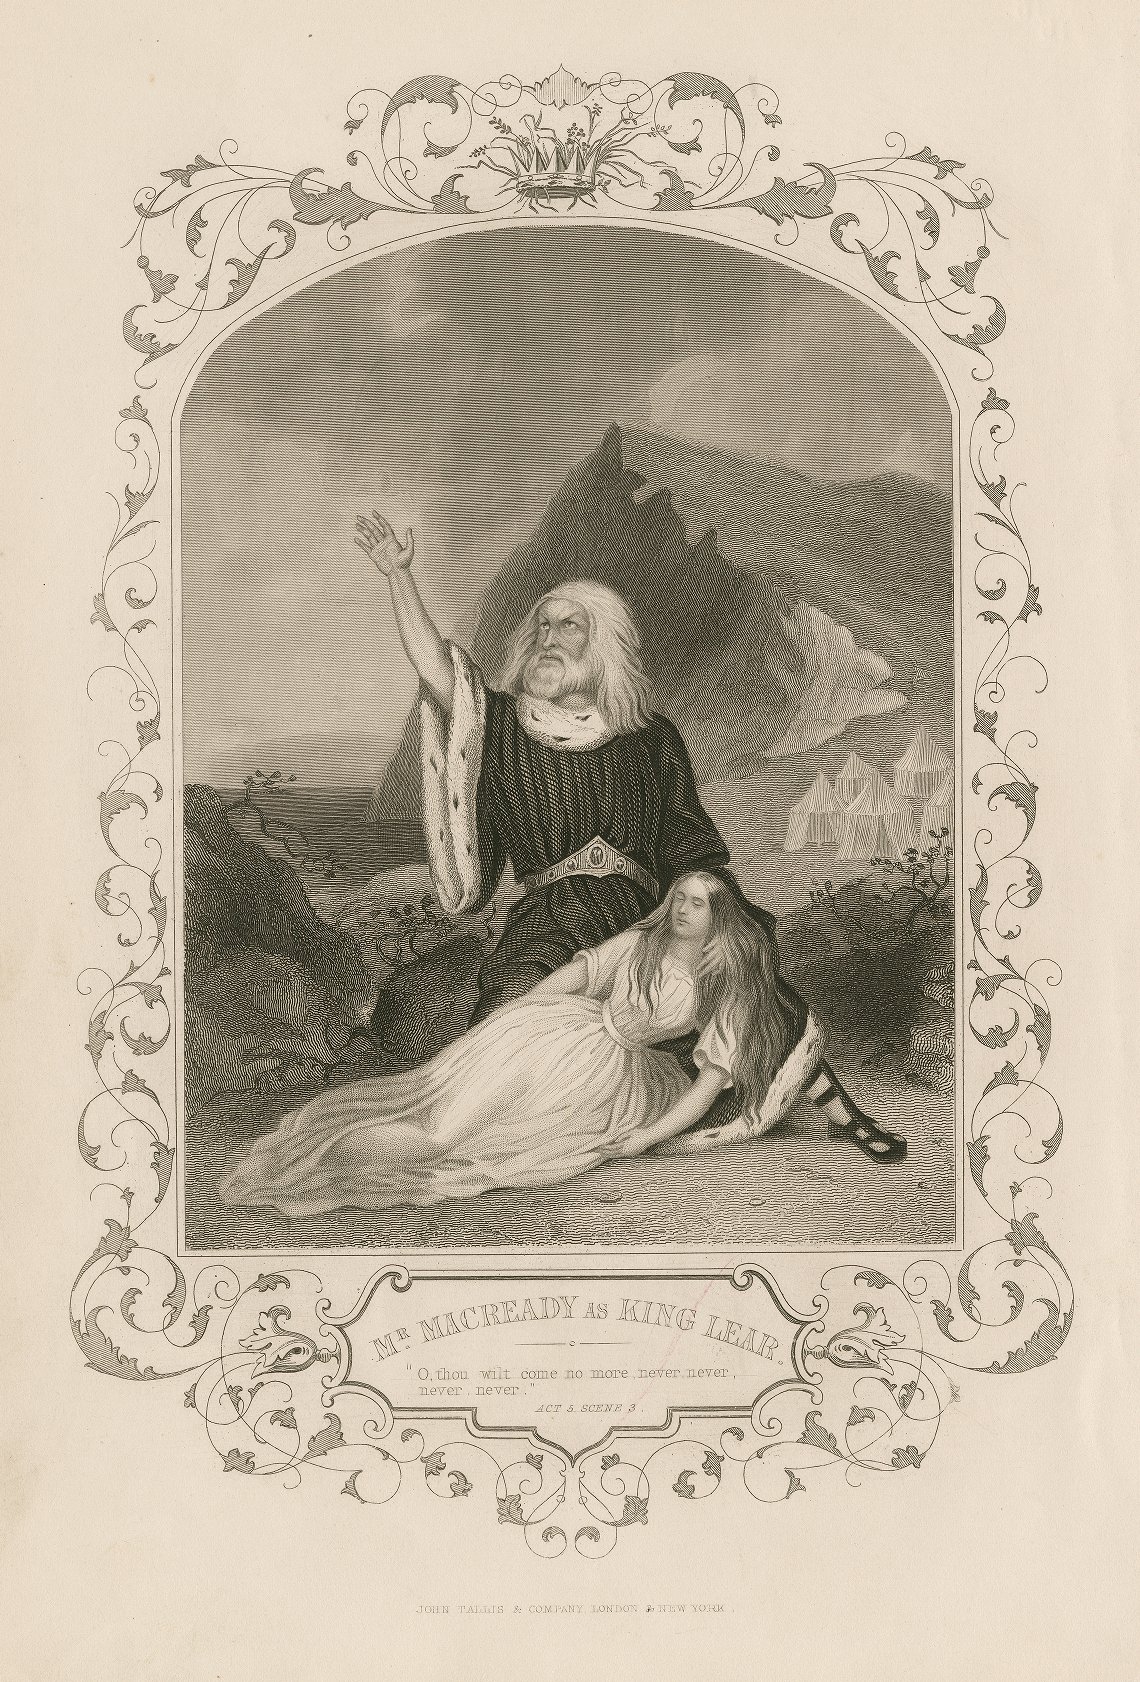 MR MACREADY AS KING LEAR.
"O, thou wilt come no more never, never,
never, never."
ACT 5. SCENE 3.
JOHN TALLIS & COMPANY, LONDON & NEW YORK.